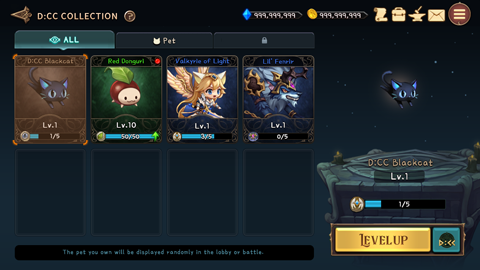 D:CC COLLECTION ?
999,999,999 999,999,999
ALL Pet
D:CC Blackcat Red Donguri Valkyrie of Light Lil' Fenrir
Lv.1 Lv.10 Lv.1 Lv.1
1/5 50/50 3/5 0/5
D:CC Blackcat
Lv.1
1/5
LEVELUP D:CC
The pet you own will be displayed randomly in the lobby or battle.